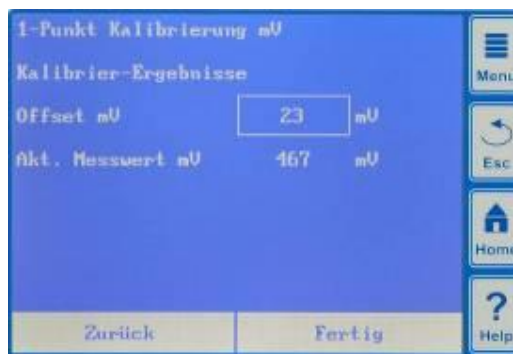 1-Punkt Kalibrierung mV
Kalibrier-Ergebnisse
Offset mV 23 mV
Akt. Messwert mV 467 mV
Zurück Fertig
Menu
Esc
Home
? Help